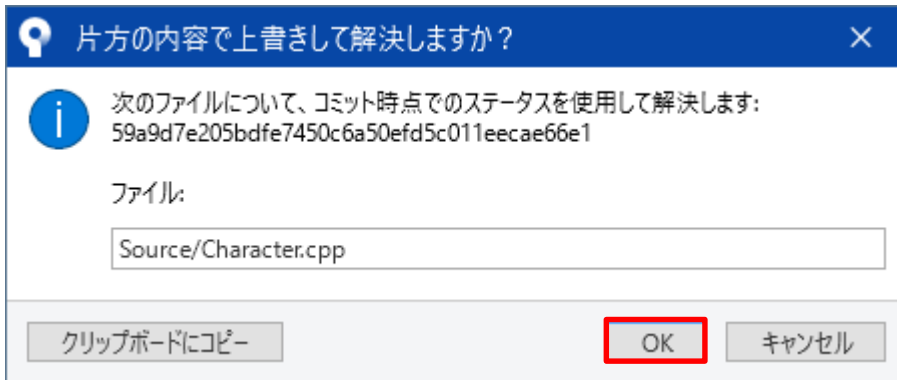 片方の内容で上書きして解決しますか？
次のファイルについて、コミット時点でのステータスを使用して解決します:
59a9d7e205bdfe7450c6a50efd5c011eecae66e1
ファイル:
Source/Character.cpp
クリップボードにコピー
OK
キャンセル